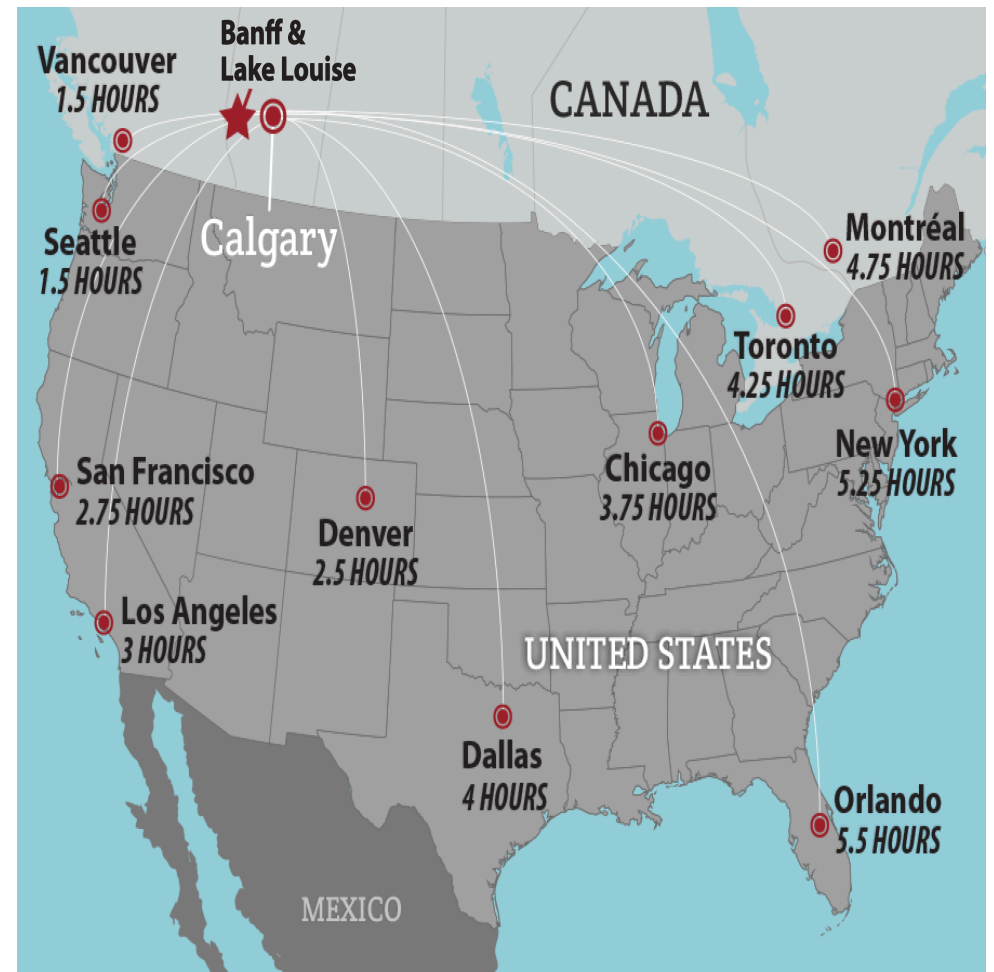 Banff &
Lake Louise
Vancouver
1.5 HOURS
CANADA
Calgary
Seattle
1.5 HOURS
Montréal
4.75 HOURS
Toronto
4.25 HOURS
New York
5.25 HOURS
Chicago
3.75 HOURS
San Francisco
2.75 HOURS
Denver
2.5 HOURS
Los Angeles
3 HOURS
UNITED STATES
Dallas
4 HOURS
Orlando
5.5 HOURS
MEXICO